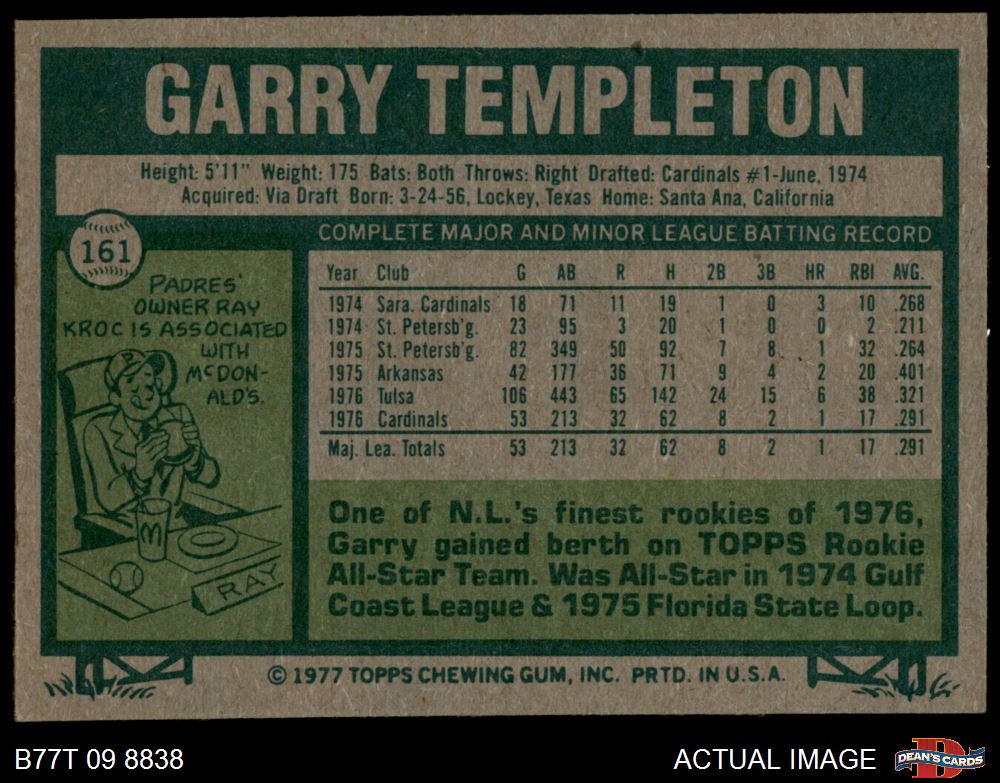 GARRY TEMPLETON
Height: 5'11" Weight: 175 Bats: Both Throws: Right Drafted: Cardinals #1-June, 1974
Acquired: Via Draft Born: 3-24-56, Lockey, Texas Home: Santa Ana, California
161
PADRES'
OWNER RAY
KROC IS ASSOCIATED
WITH
McDON-
ALD'S.
M
RAY
COMPLETE MAJOR AND MINOR LEAGUE BATTING RECORD
Year Club G AB R H 2B 3B HR RBI AVG.
1974 Sara. Cardinals 18 71 11 19 1 0 3 10 .268
1974 St. Petersb'g. 23 95 3 20 1 0 0 2 .211
1975 St. Petersb'g. 82 349 50 92 7 8 1 32 .264
1975 Arkansas 42 177 36 71 9 4 2 20 .401
1976 Tulsa 106 443 65 142 24 15 6 38 .321
1976 Cardinals 53 213 32 62 8 2 1 17 .291
Maj. Lea. Totals 53 213 32 62 8 2 1 17 .291
One of N.L.'s finest rookies of 1976,
Garry gained berth on TOPPS Rookie
All-Star Team. Was All-Star in 1974 Gulf
Coast League & 1975 Florida State Loop.
© 1977 TOPPS CHEWING GUM, INC. PRTD. IN U.S.A.
B77T 09 8838
ACTUAL IMAGE
D
DEAN'S CARDS